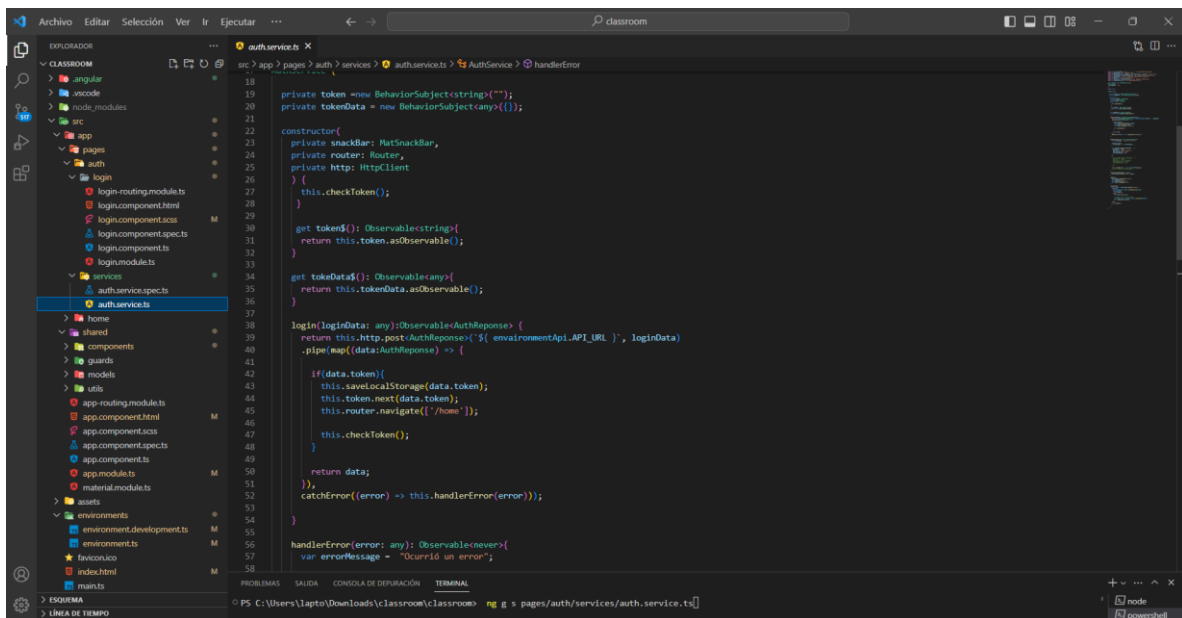 Archivo Editar Selección Ver Ir Ejecutar ··· classroom
EXPLORADOR ···
CLASSROOM
.angular
.vscode
node_modules
src
app
pages
auth
login
login-routing.module.ts
login.component.html
login.component.scss M
login.component.spec.ts
login.component.ts
login.module.ts
services
auth.service.spec.ts
auth.service.ts
home
shared
components
guards
models
utils
app-routing.module.ts
app.component.html M
app.component.scss
app.component.spec.ts
app.component.ts
app.module.ts M
material.module.ts
assets
environments
environment.development.ts M
environment.ts M
favicon.ico
index.html M
main.ts
ESQUEMA
LÍNEA DE TIEMPO
517
auth.service.ts
src > app > pages > auth > services > auth.service.ts > AuthService > handlerError
18
19 private token =new BehaviorSubject<string>("");
20 private tokenData = new BehaviorSubject<any>({});
21
22 constructor(
23 private snackBar: MatSnackBar,
24 private router: Router,
25 private http: HttpClient
26 ) {
27 this.checkToken();
28 }
29
30 get token$(): Observable<string>{
31 return this.token.asObservable();
32 }
33
34 get tokeData$(): Observable<any>{
35 return this.tokenData.asObservable();
36 }
37
38 login(loginData: any):Observable<AuthReponse> {
39 return this.http.post<AuthReponse>(`${ envaironmentApi.API_URL }`, loginData)
40 .pipe(map((data:AuthReponse) => {
41
42 if(data.token){
43 this.saveLocalStorage(data.token);
44 this.token.next(data.token);
45 this.router.navigate(['/home']);
46
47 this.checkToken();
48 }
49
50 return data;
51 }),
52 catchError((error) => this.handlerError(error)));
53
54 }
55
56 handlerError(error: any): Observable<never>{
57 var errorMessage = "Ocurrió un error";
58
PROBLEMAS SALIDA CONSOLA DE DEPURACIÓN TERMINAL
PS C:\Users\lapto\Downloads\classroom\classroom> ng g s pages/auth/services/auth.service.ts
node
powershell